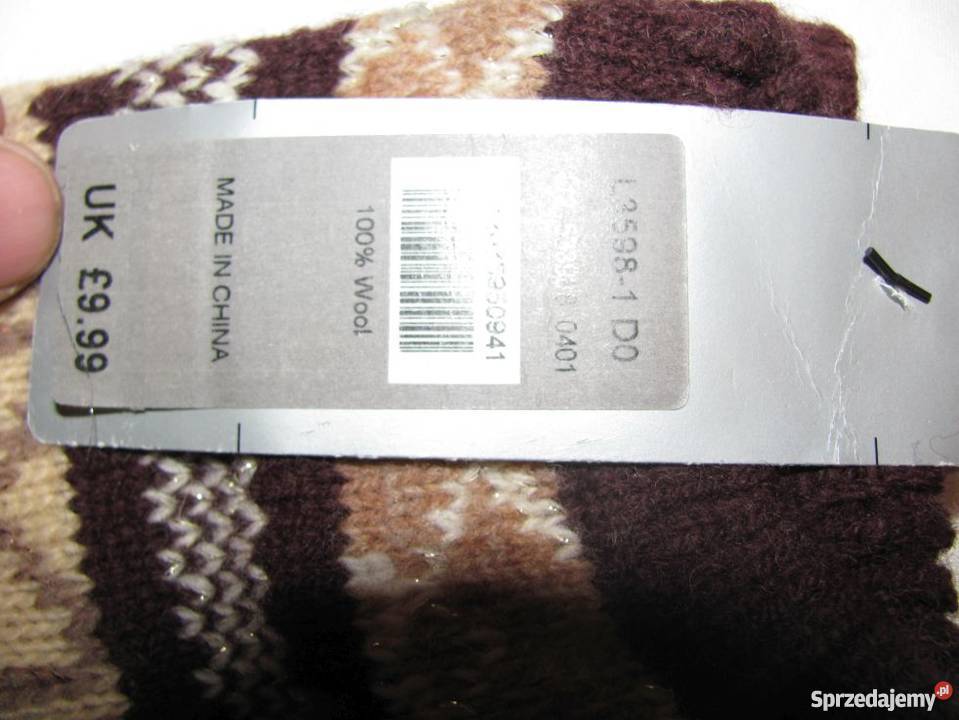 L3598-1 D0
0401
100% Wool
MADE IN CHINA
UK £9.99
Sprzedajemy.pl